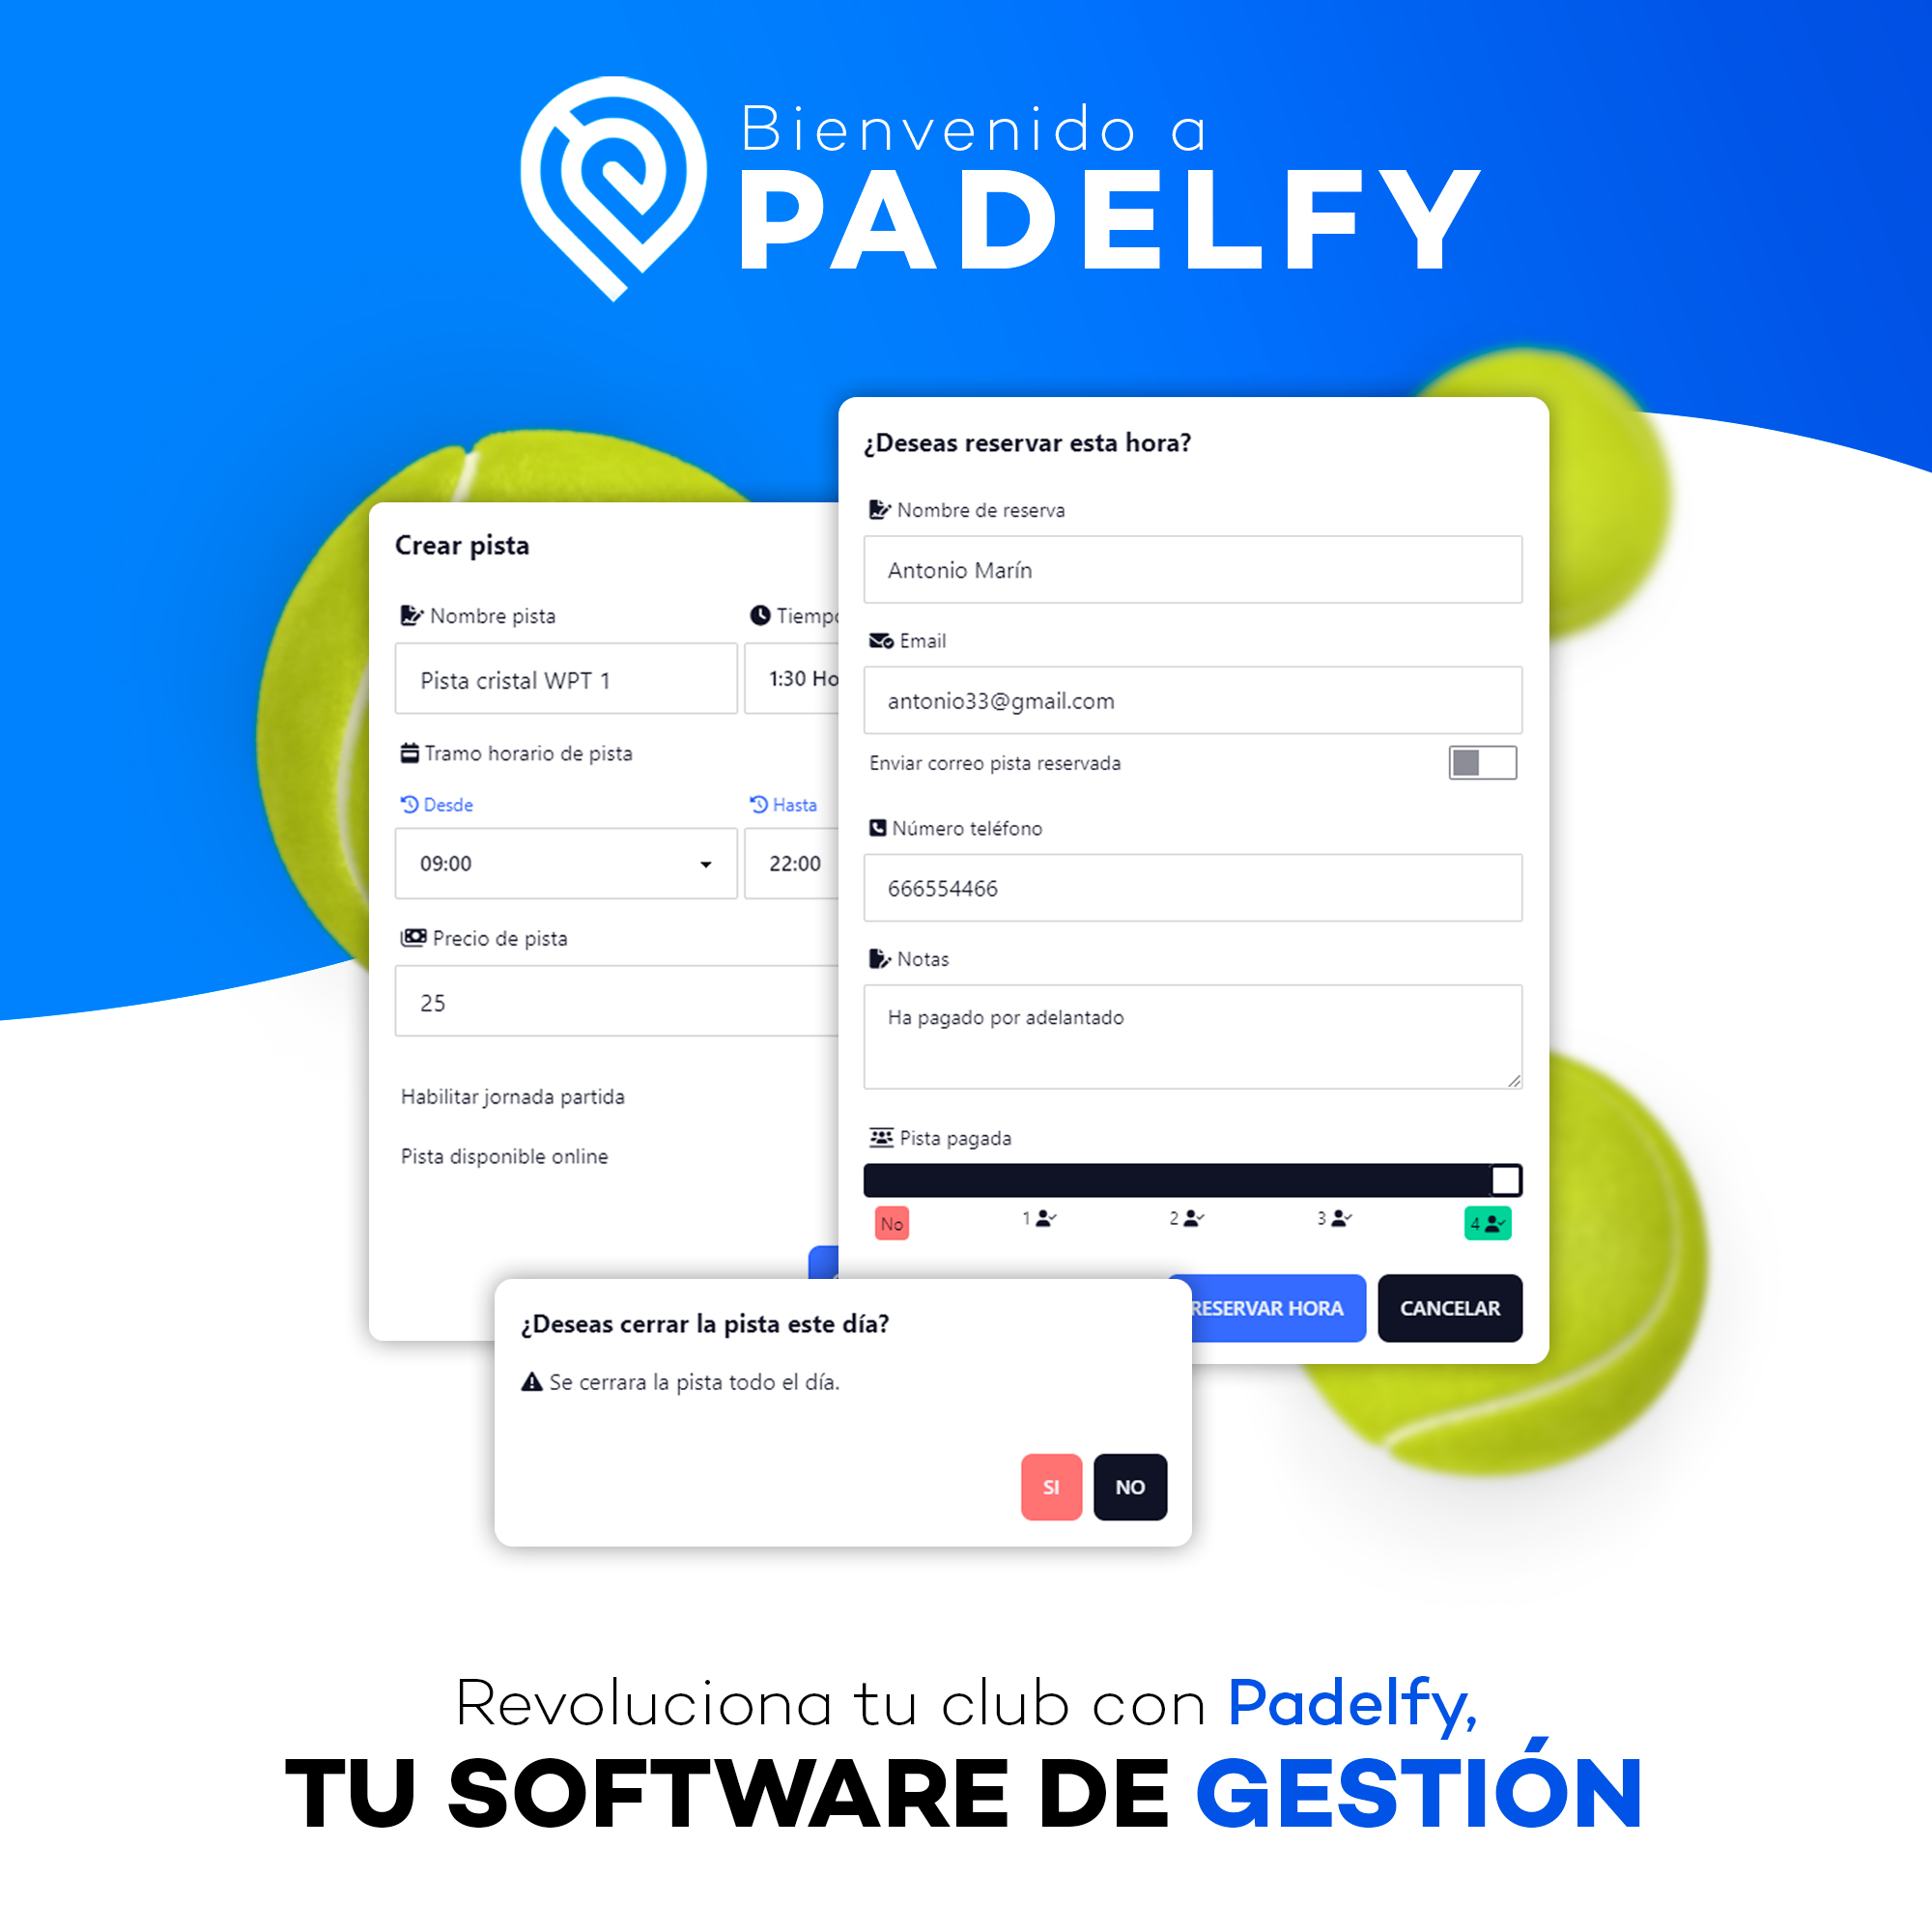 Bienvenido a
PADELFY
Crear pista
Nombre pista
Pista cristal WPT 1
1:30
Tramo horario de pista
Desde
Hasta
09:00
22:00
Precio de pista
25
Habilitar jornada partida
Pista disponible online
¿Deseas reservar esta hora?
Nombre de reserva
Antonio Marín
Email
antonio33@gmail.com
Enviar correo pista reservada
Número teléfono
666554466
Notas
Ha pagado por adelantado
Pista pagada
No 1 2 3 4
RESERVAR HORA CANCELAR
¿Deseas cerrar la pista este día?
Se cerrara la pista todo el día.
SI NO
Revoluciona tu club con Padelfy,
TU SOFTWARE DE GESTIÓN